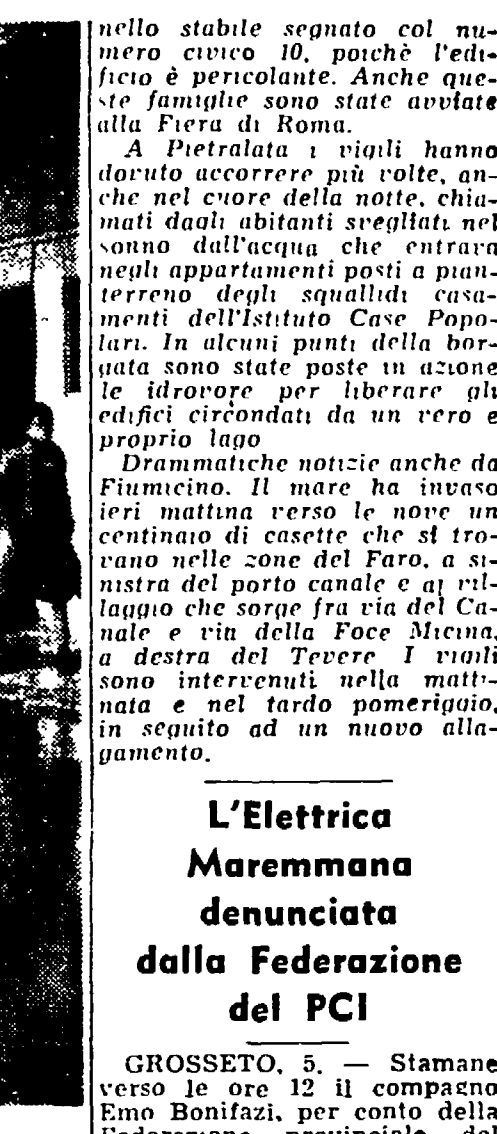 nello stabile segnato col nu-
mero civico 10, poichè l'edi-
ficio è pericolante. Anche que-
ste famiglie sono state avviate
alla Fiera di Roma.
A Pietralata i vigili hanno
dovuto accorrere più volte, an-
che nel cuore della notte, chia-
mati dagli abitanti svegliati nel
sonno dall'acqua che entrava
negli appartamenti posti a pian-
terreno degli squallidi casa-
menti dell'Istituto Case Popo-
lari. In alcuni punti della bor-
gata sono state poste in azione
le idrovore per liberare gli
edifici circondati da un vero e
proprio lago
Drammatiche notizie anche da
Fiumicino. Il mare ha invaso
ieri mattina verso le nove un
centinaio di casette che si tro-
vano nelle zone del Faro, a si-
nistra del porto canale e al vil-
laggio che sorge fra via del Ca-
nale e via della Foce Micina,
a destra del Tevere I vigili
sono intervenuti nella matti-
nata e nel tardo pomeriggio,
in seguito ad un nuovo alla-
gamento.
L'Elettrica
Maremmana
denunciata
dalla Federazione
del PCI
GROSSETO, 5. — Stamane
verso le ore 12 il compagno
Emo Bonifazi, per conto della
Federazione provinciale del